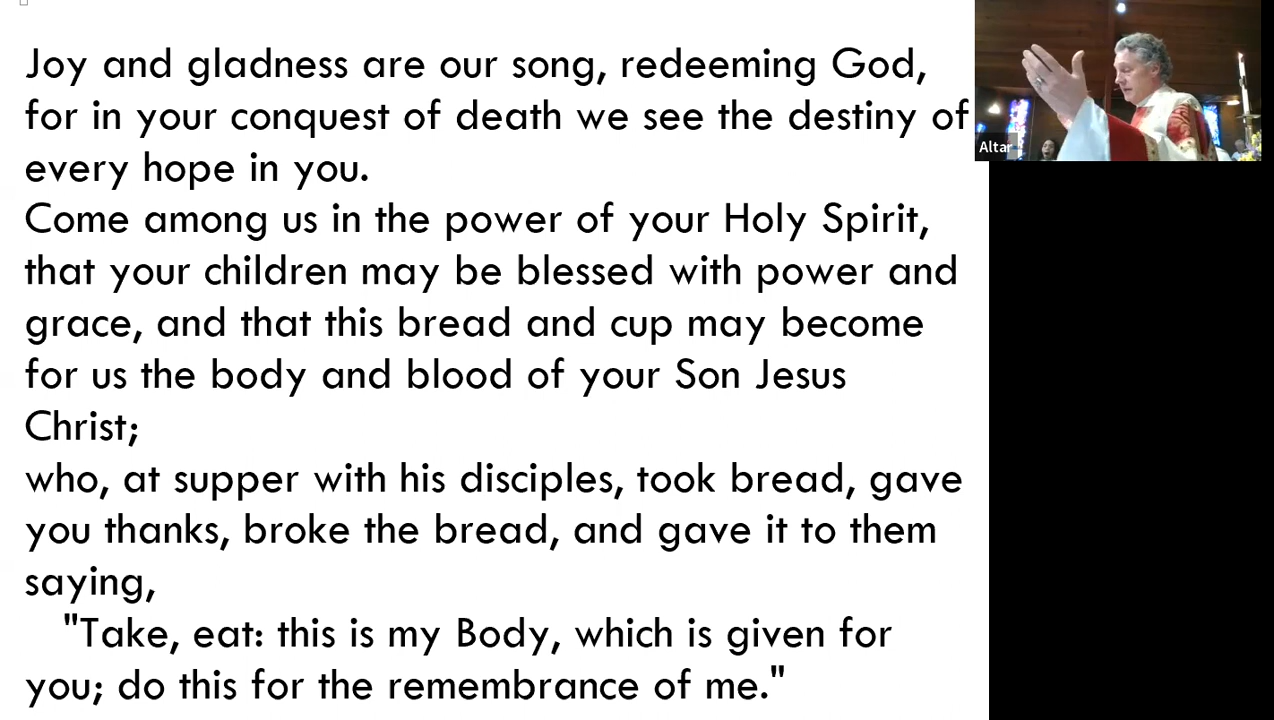 Joy and gladness are our song, redeeming God,
for in your conquest of death we see the destiny of
every hope in you.
Come among us in the power of your Holy Spirit,
that your children may be blessed with power and
grace, and that this bread and cup may become
for us the body and blood of your Son Jesus
Christ;
who, at supper with his disciples, took bread, gave
you thanks, broke the bread, and gave it to them
saying,
"Take, eat: this is my Body, which is given for
you; do this for the remembrance of me."
Altar